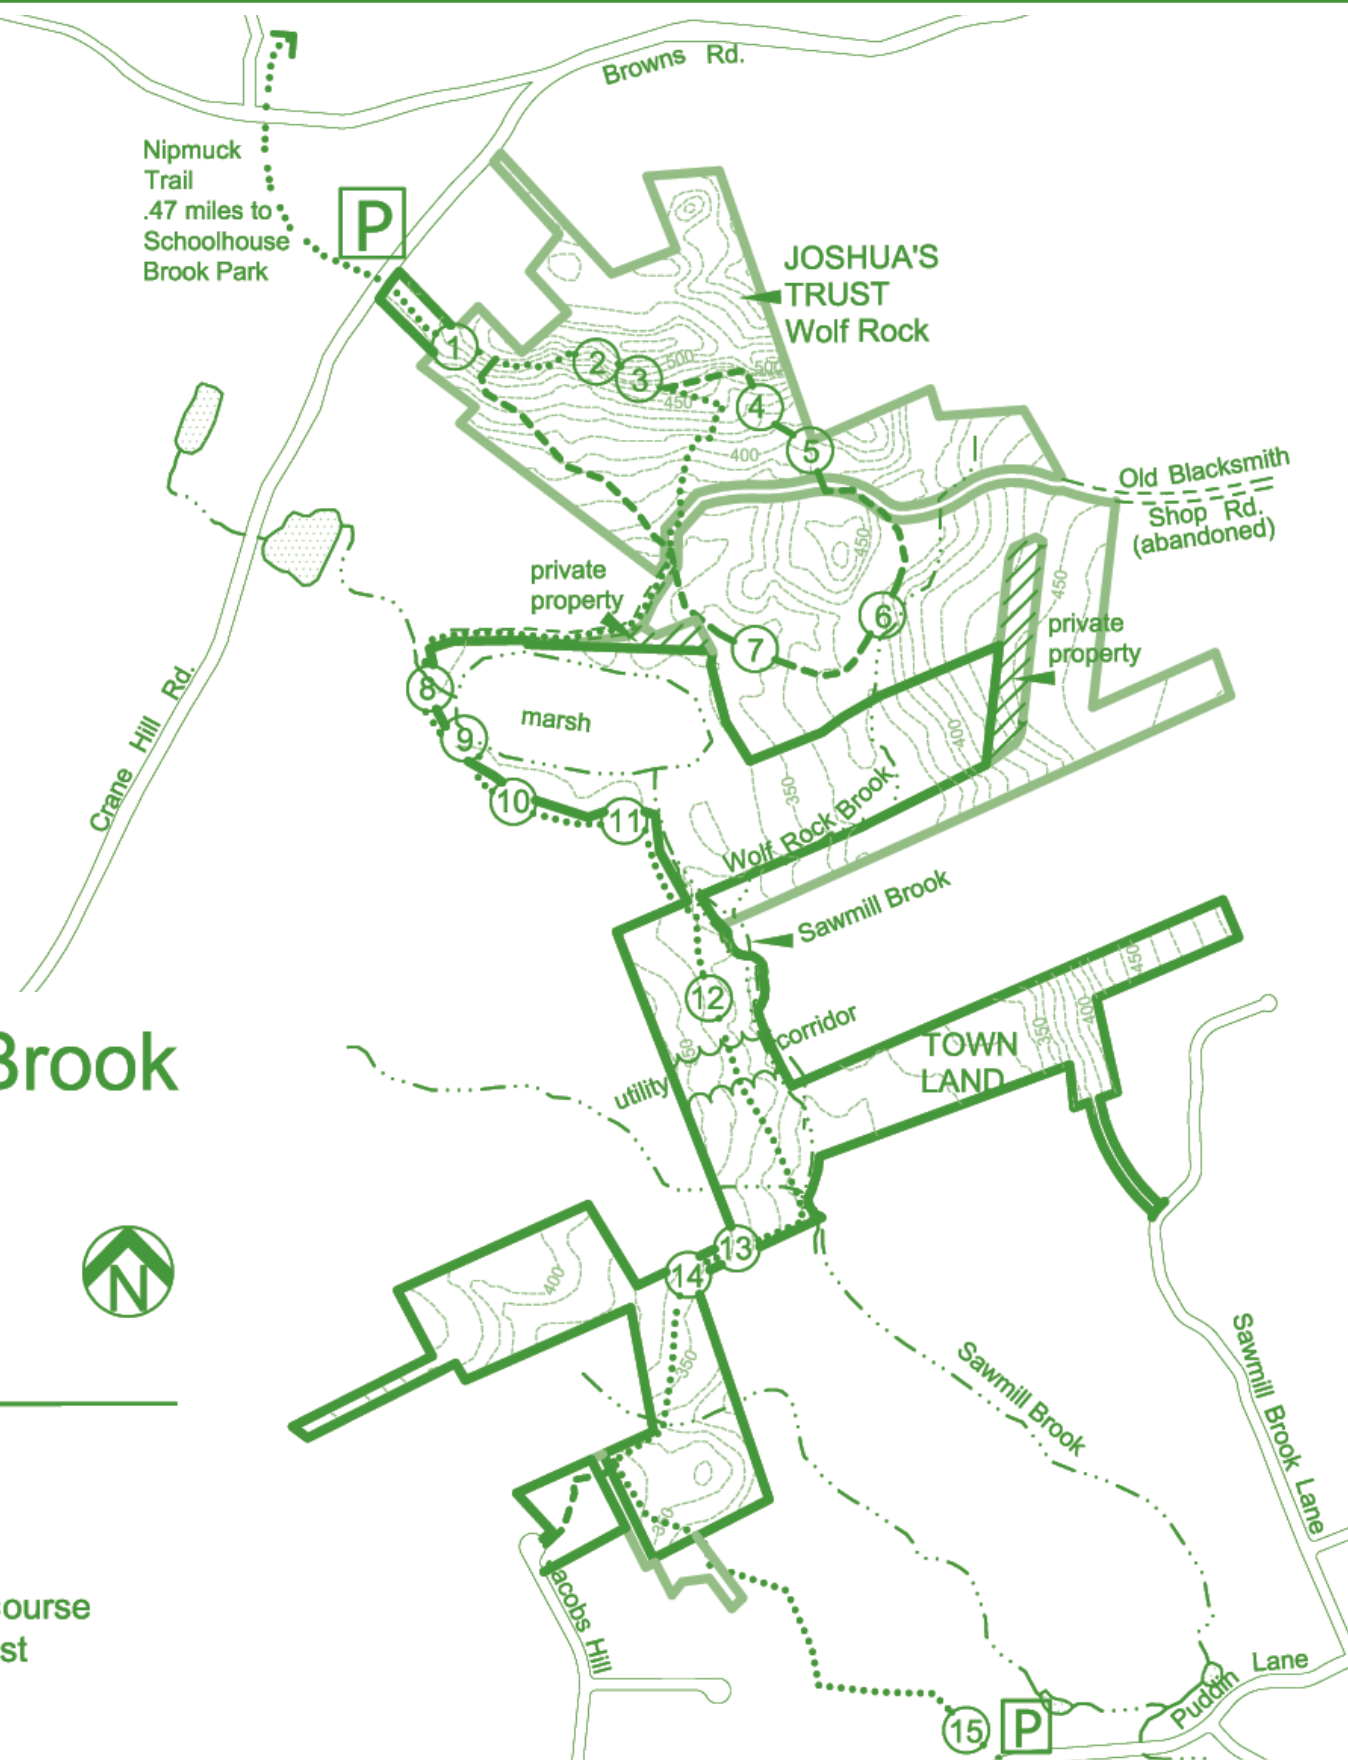 Browns Rd.
Nipmuck
Trail
.47 miles to
Schoolhouse
Brook Park
P
JOSHUA'S
TRUST
Wolf Rock
1
2
3
500
500
450
4
400
5
Old Blacksmith
Shop Rd.
(abandoned)
450
450
private
property
6
private
property
7
8
marsh
9
Crane Hill Rd.
400
350
10
11
Wolf Rock Brook
Sawmill Brook
12
450
400
350
corridor
TOWN
LAND
Brook
350
utility
N
13
14
400
350
Sawmill Brook
Sawmill Brook Lane
350
ourse
st
Jacobs Hill
Puddin Lane
15
P